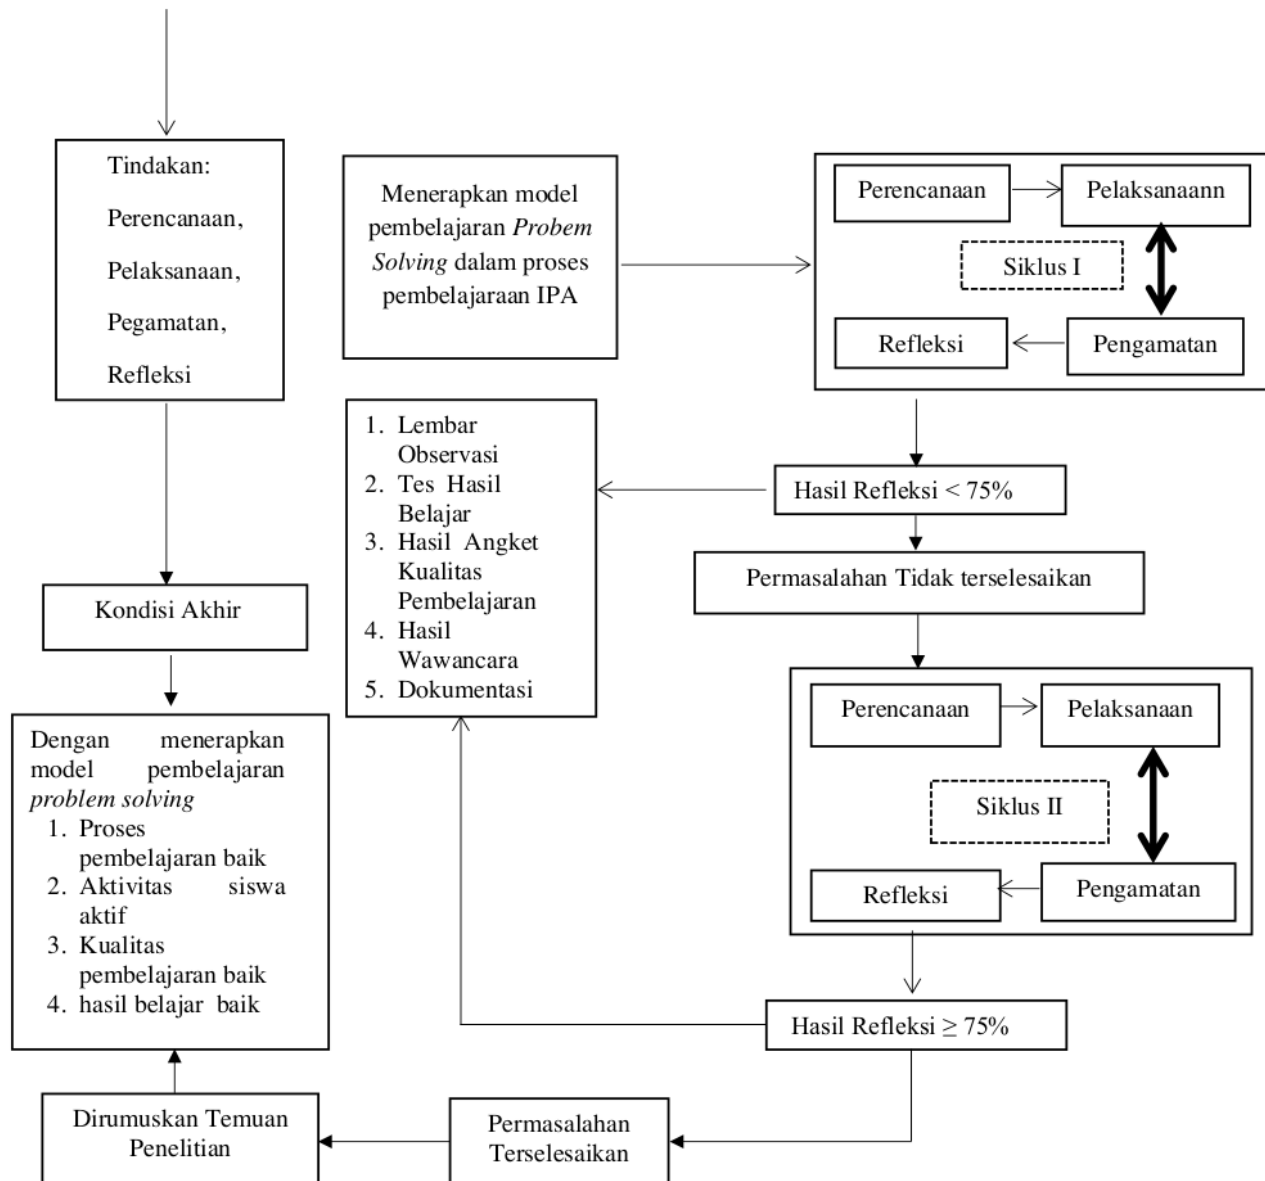 Tindakan:
Perencanaan,
Pelaksanaan,
Pegamatan,
Refleksi
Menerapkan model
pembelajaran Probem
Solving dalam proses
pembelajaraan IPA
Perencanaan
Pelaksanaann
Siklus I
Refleksi
Pengamatan
1. Lembar
Observasi
2. Tes Hasil
Belajar
3. Hasil Angket
Kualitas
Pembelajaran
4. Hasil
Wawancara
5. Dokumentasi
Hasil Refleksi < 75%
Permasalahan Tidak terselesaikan
Kondisi Akhir
Perencanaan
Pelaksanaan
Siklus II
Refleksi
Pengamatan
Dengan menerapkan
model pembelajaran
problem solving
1. Proses
pembelajaran baik
2. Aktivitas siswa
aktif
3. Kualitas
pembelajaran baik
4. hasil belajar baik
Hasil Refleksi ≥ 75%
Dirumuskan Temuan
Penelitian
Permasalahan
Terselesaikan